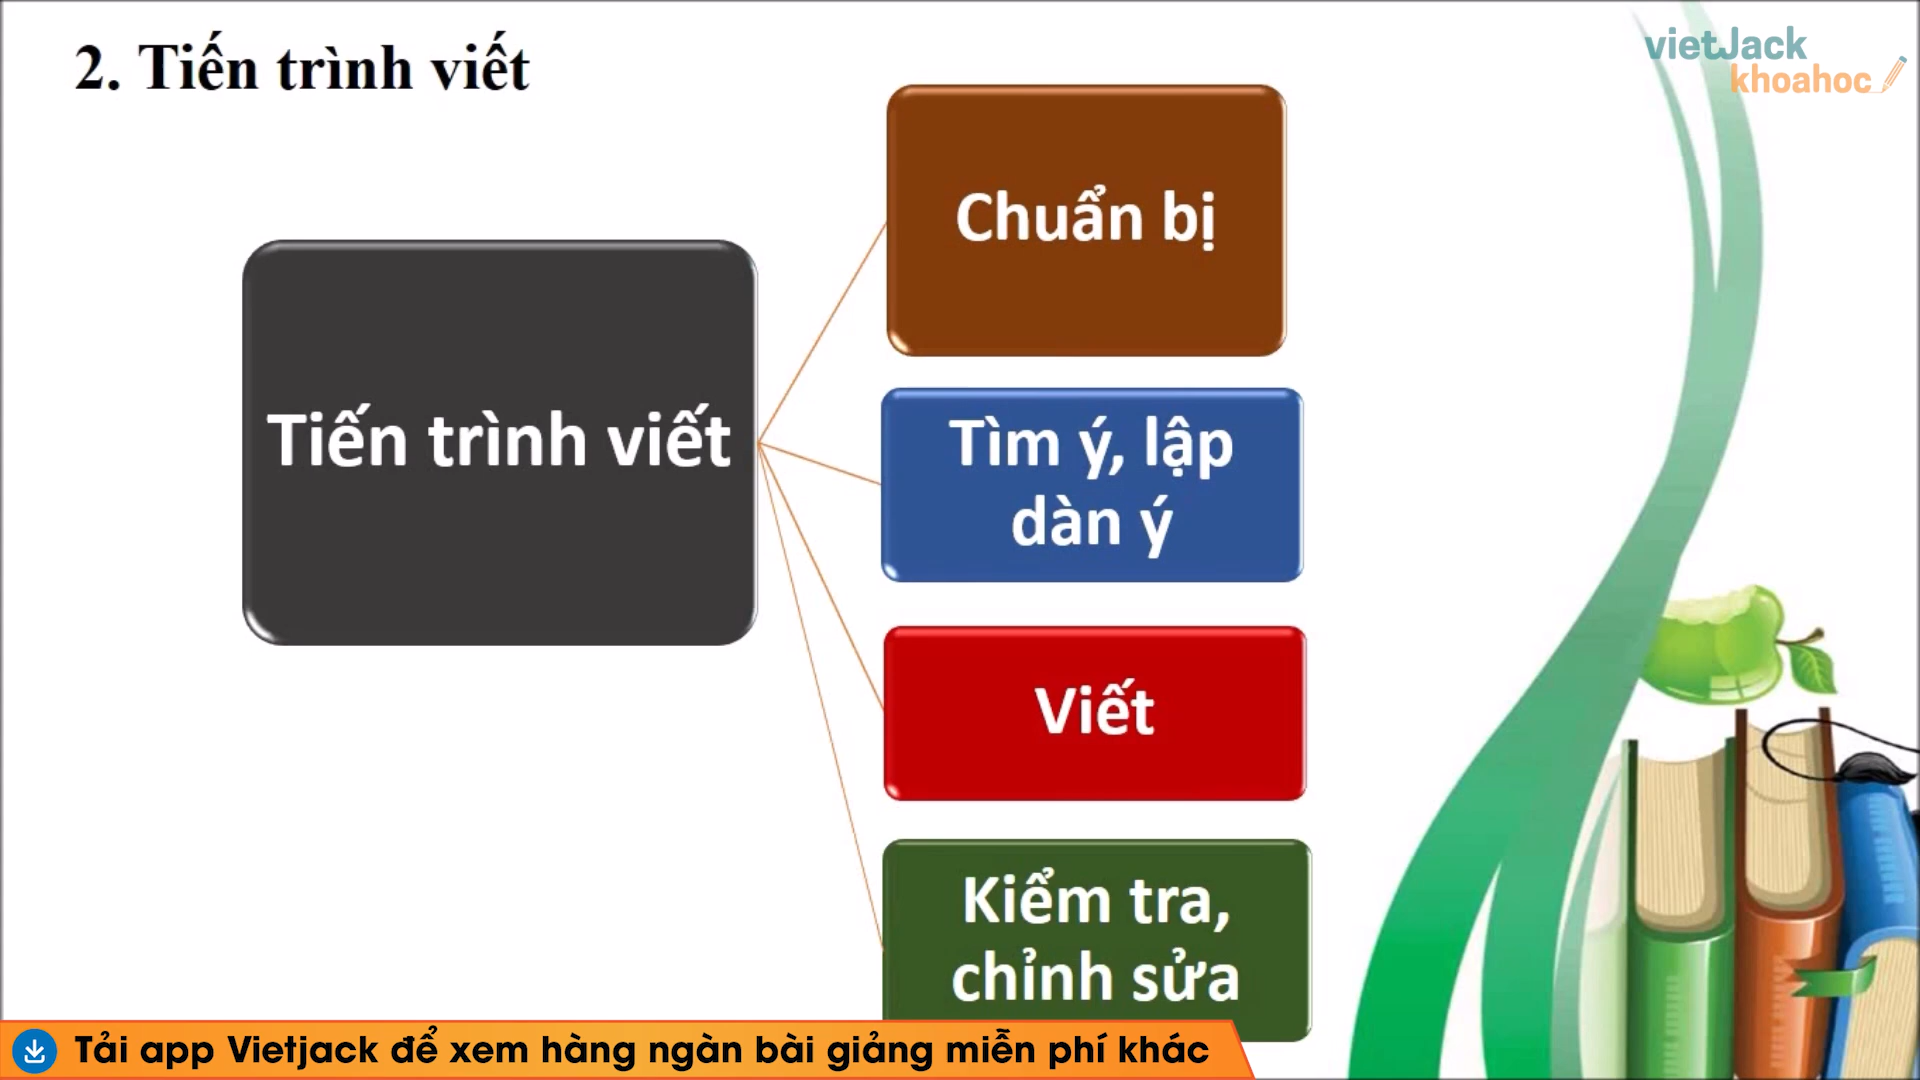 2. Tiến trình viết
vietJack
khoahoc
Chuẩn bị
Tiến trình viết
Tìm ý, lập
dàn ý
Viết
Kiểm tra,
chỉnh sửa
Tải app Vietjack để xem hàng ngàn bài giảng miễn phí khác